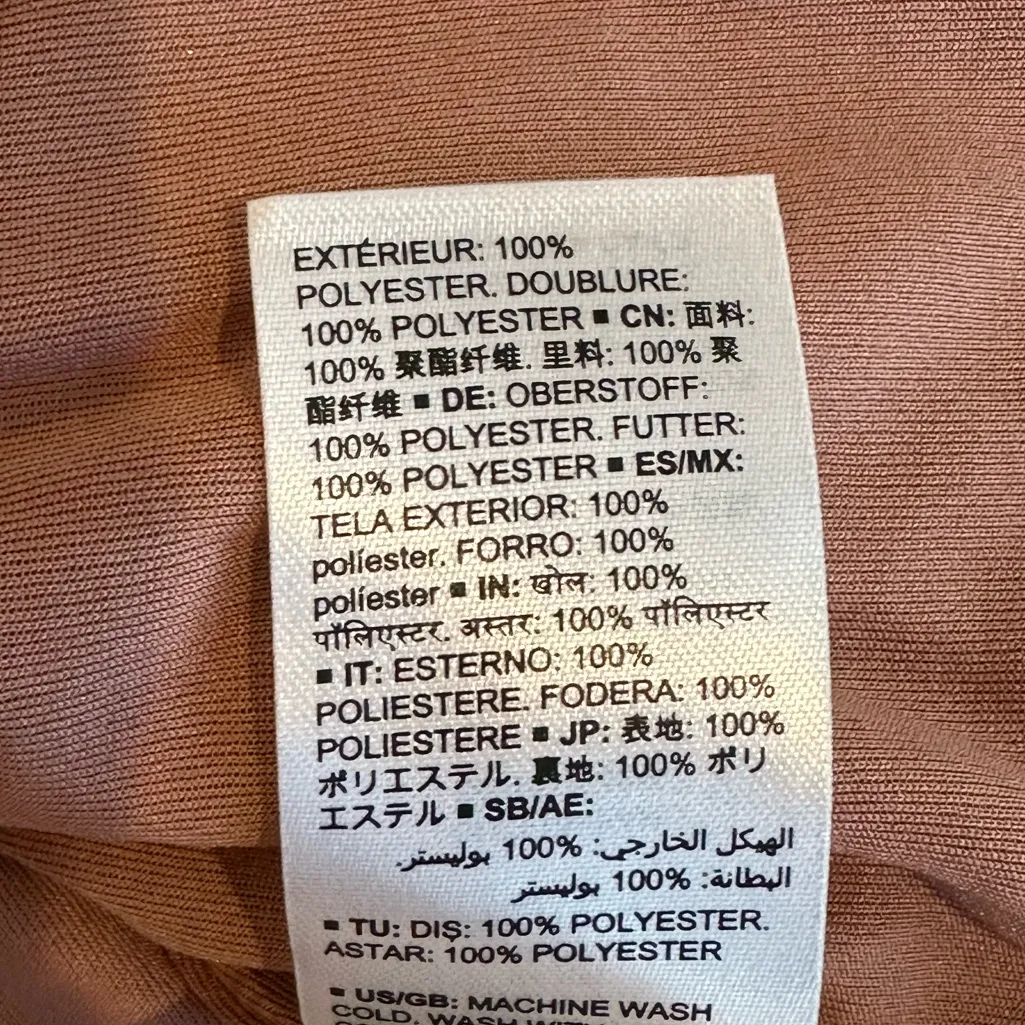 EXTÉRIEUR: 100%
POLYESTER. DOUBLURE:
100% POLYESTER ▪ CN: 面料:
100% 聚酯纤维. 里料: 100% 聚
酯纤维 ▪ DE: OBERSTOFF:
100% POLYESTER. FUTTER:
100% POLYESTER ▪ ES/MX:
TELA EXTERIOR: 100%
políester. FORRO: 100%
políester ▪ IN: खोल: 100%
पॉलिएस्टर. अस्तर: 100% पॉलिएस्टर
▪ IT: ESTERNO: 100%
POLIESTERE. FODERA: 100%
POLIESTERE ▪ JP: 表地: 100%
ポリエステル. 裏地: 100% ポリ
エステル ▪ SB/AE:
الهيكل الخارجي: %100 بوليستر.
البطانة: %100 بوليستر
▪ TU: DIŞ: 100% POLYESTER.
ASTAR: 100% POLYESTER
▪ US/GB: MACHINE WASH
COLD. WASH WITH